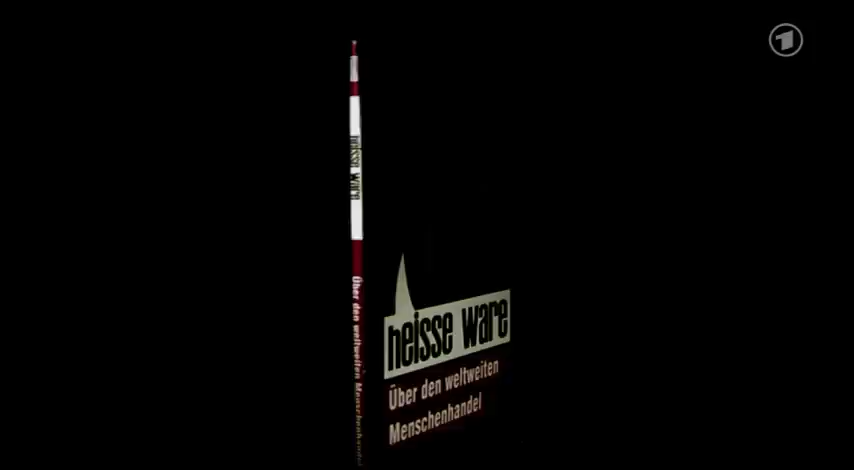 heisse ware
Über den weltweiten Menschenhandel
heisse ware
Über den weltweiten
Menschenhandel
1